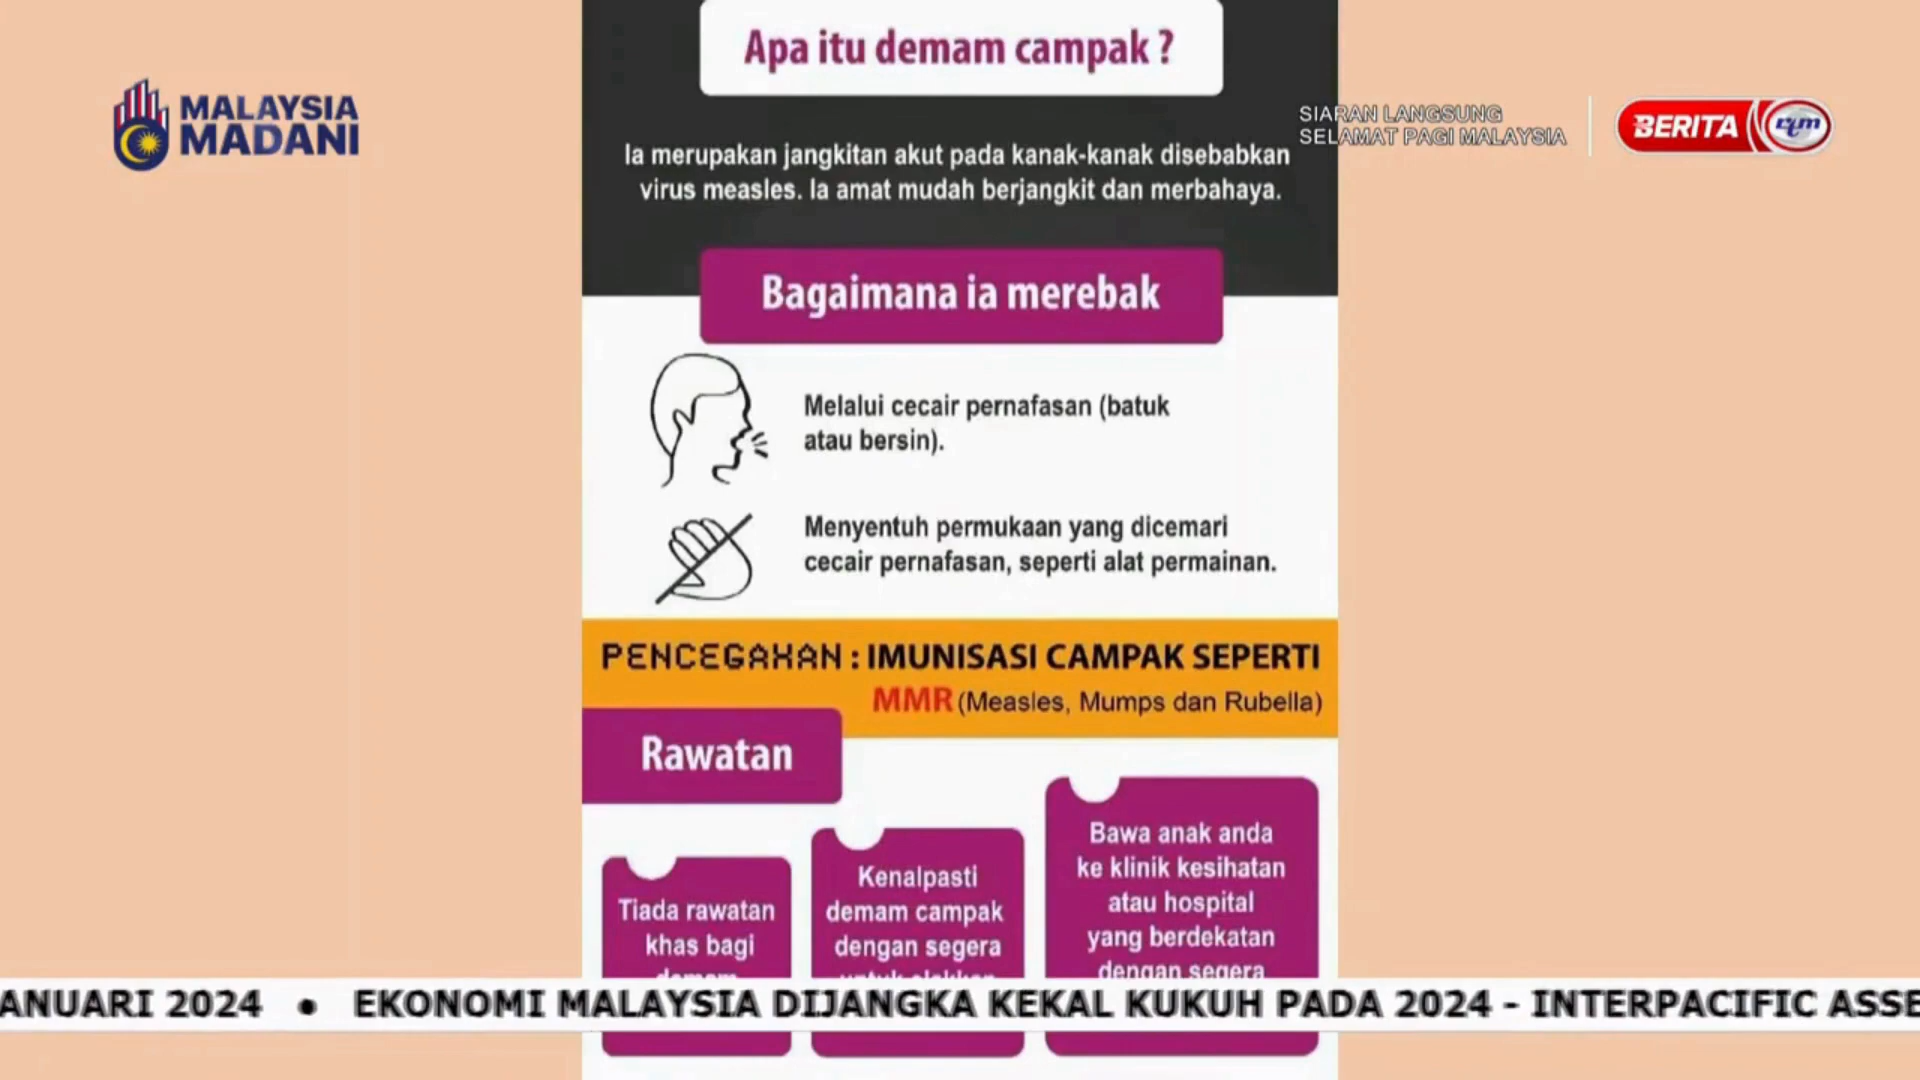 Apa itu demam campak ?
MALAYSIA
MADANI
SIARAN LANGSUNG
SELAMAT PAGI MALAYSIA
BERITA rtm
Ia merupakan jangkitan akut pada kanak-kanak disebabkan
virus measles. Ia amat mudah berjangkit dan merbahaya.
Bagaimana ia merebak
Melalui cecair pernafasan (batuk
atau bersin).
Menyentuh permukaan yang dicemari
cecair pernafasan, seperti alat permainan.
PENCEGAHAN : IMUNISASI CAMPAK SEPERTI
MMR (Measles, Mumps dan Rubella)
Rawatan
Tiada rawatan
khas bagi
demam
Kenalpasti
demam campak
dengan segera
untuk elakkan
Bawa anak anda
ke klinik kesihatan
atau hospital
yang berdekatan
dengan segera
ANUARI 2024 • EKONOMI MALAYSIA DIJANGKA KEKAL KUKUH PADA 2024 - INTERPACIFIC ASSE